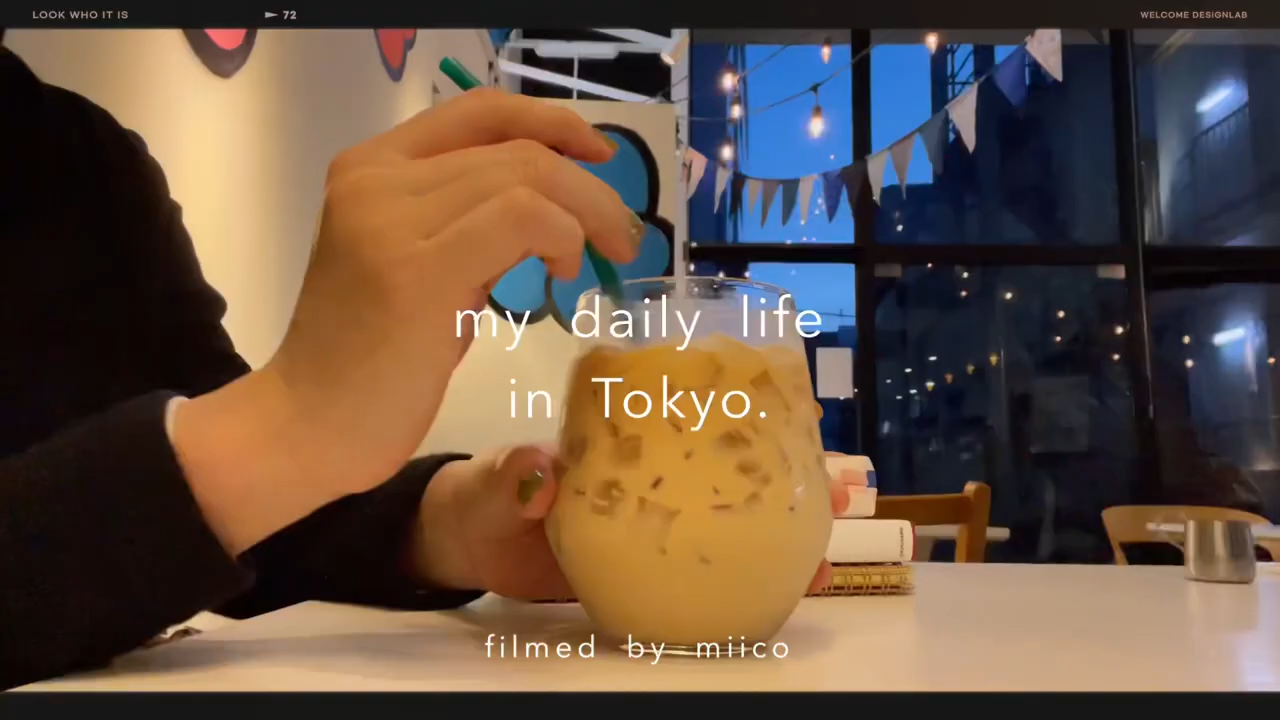 LOOK WHO IT IS
72
WELCOME DESIGNLAB
my daily life
in Tokyo.
filmed by miico